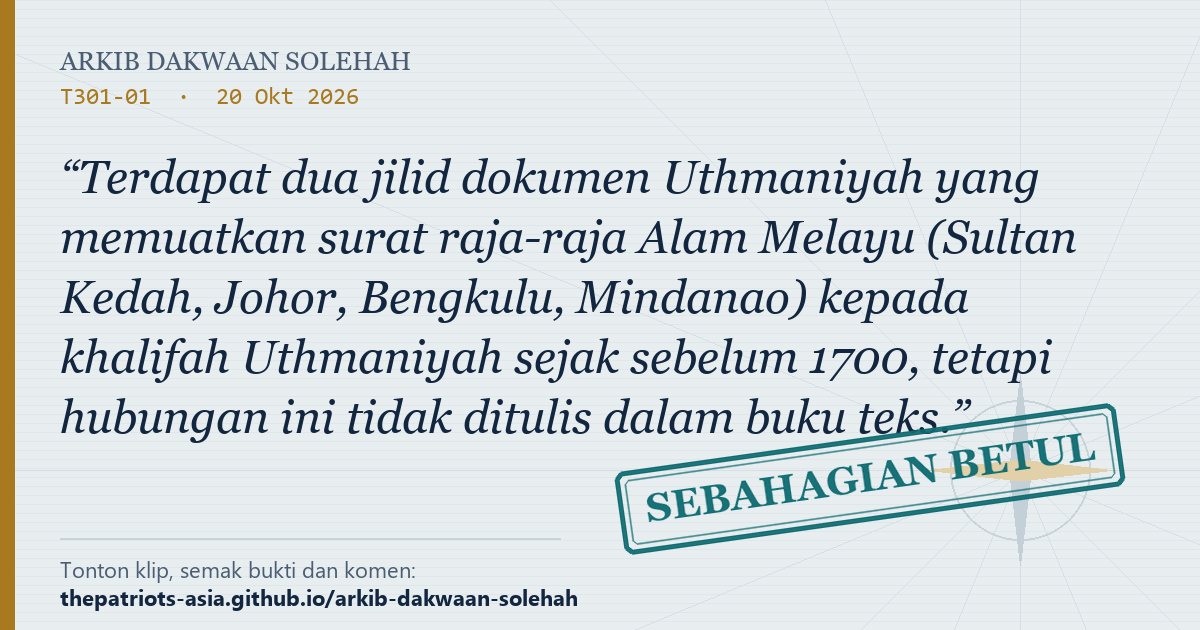 ARKIB DAKWAAN SOLEHAH
T301-01 · 20 Okt 2026
“Terdapat dua jilid dokumen Uthmaniyah yang
memuatkan surat raja-raja Alam Melayu (Sultan
Kedah, Johor, Bengkulu, Mindanao) kepada
khalifah Uthmaniyah sejak sebelum 1700, tetapi
hubungan ini tidak ditulis dalam buku teks.”
SEBAHAGIAN BETUL
Tonton klip, semak bukti dan komen:
thepatriots-asia.github.io/arkib-dakwaan-solehah